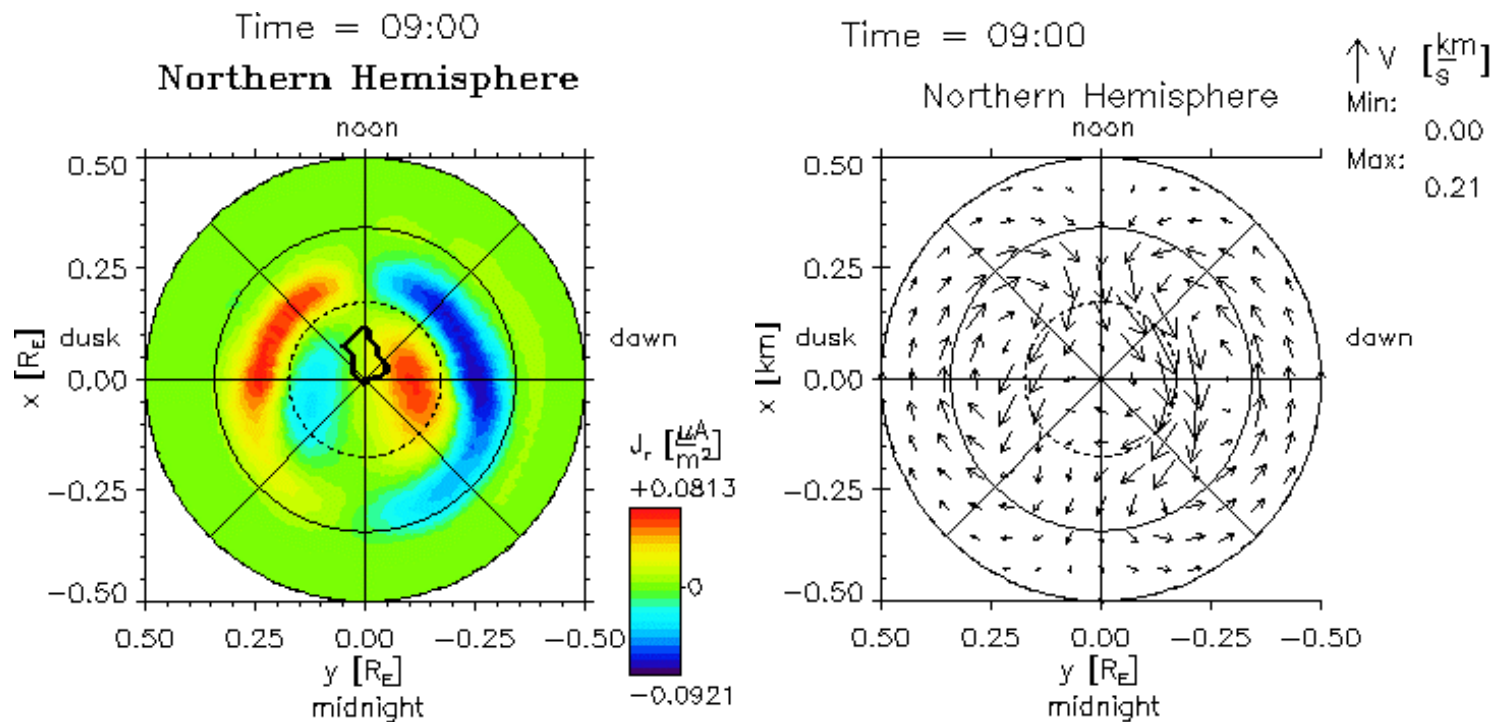 Time = 09:00
Northern Hemisphere
noon
0.50
0.25
0.00
−0.25
−0.50
x [R_E]
dusk
dawn
0.50 0.25 0.00 −0.25 −0.50
y [R_E]
midnight
J_r [μA/m²]
+0.0813
0
−0.0921
Time = 09:00
Northern Hemisphere
noon
↑ V [km/s]
Min:
0.00
Max:
0.21
0.50
0.25
0.00
−0.25
−0.50
x [km]
dusk
dawn
0.50 0.25 0.00 −0.25 −0.50
y [R_E]
midnight